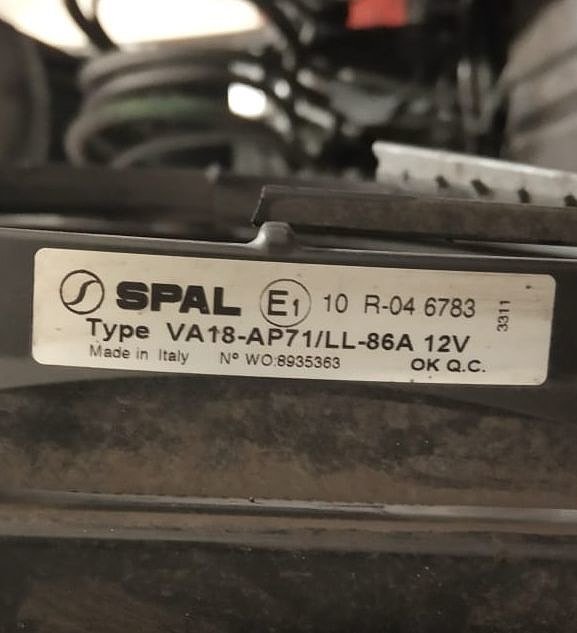 SPAL E1 10 R-04 6783
Type VA18-AP71/LL-86A 12V
Made in Italy N° WO:8935363 OK Q.C.
3311